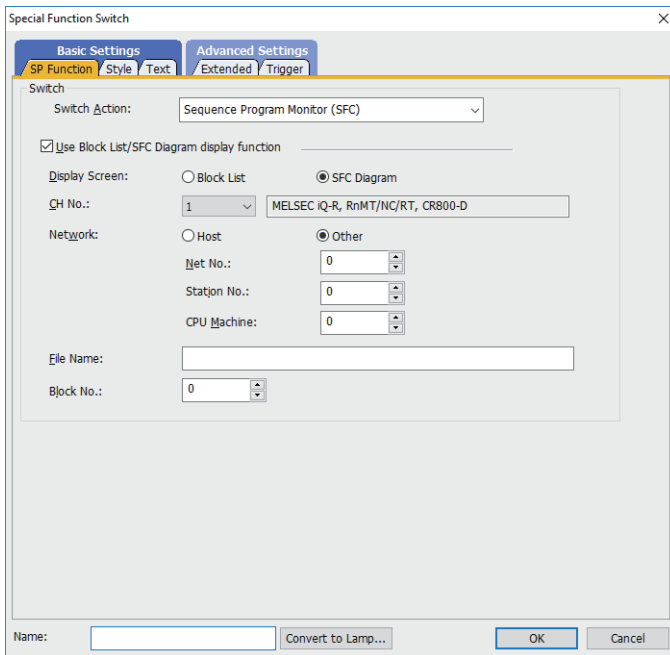 Special Function Switch
Basic Settings Advanced Settings
SP Function Style Text Extended Trigger
Switch
Switch Action: Sequence Program Monitor (SFC)
Use Block List/SFC Diagram display function
Display Screen: Block List SFC Diagram
CH No.: 1 MELSEC iQ-R, RnMT/NC/RT, CR800-D
Network: Host Other
Net No.: 0
Station No.: 0
CPU Machine: 0
File Name:
Block No.: 0
Name: Convert to Lamp... OK Cancel